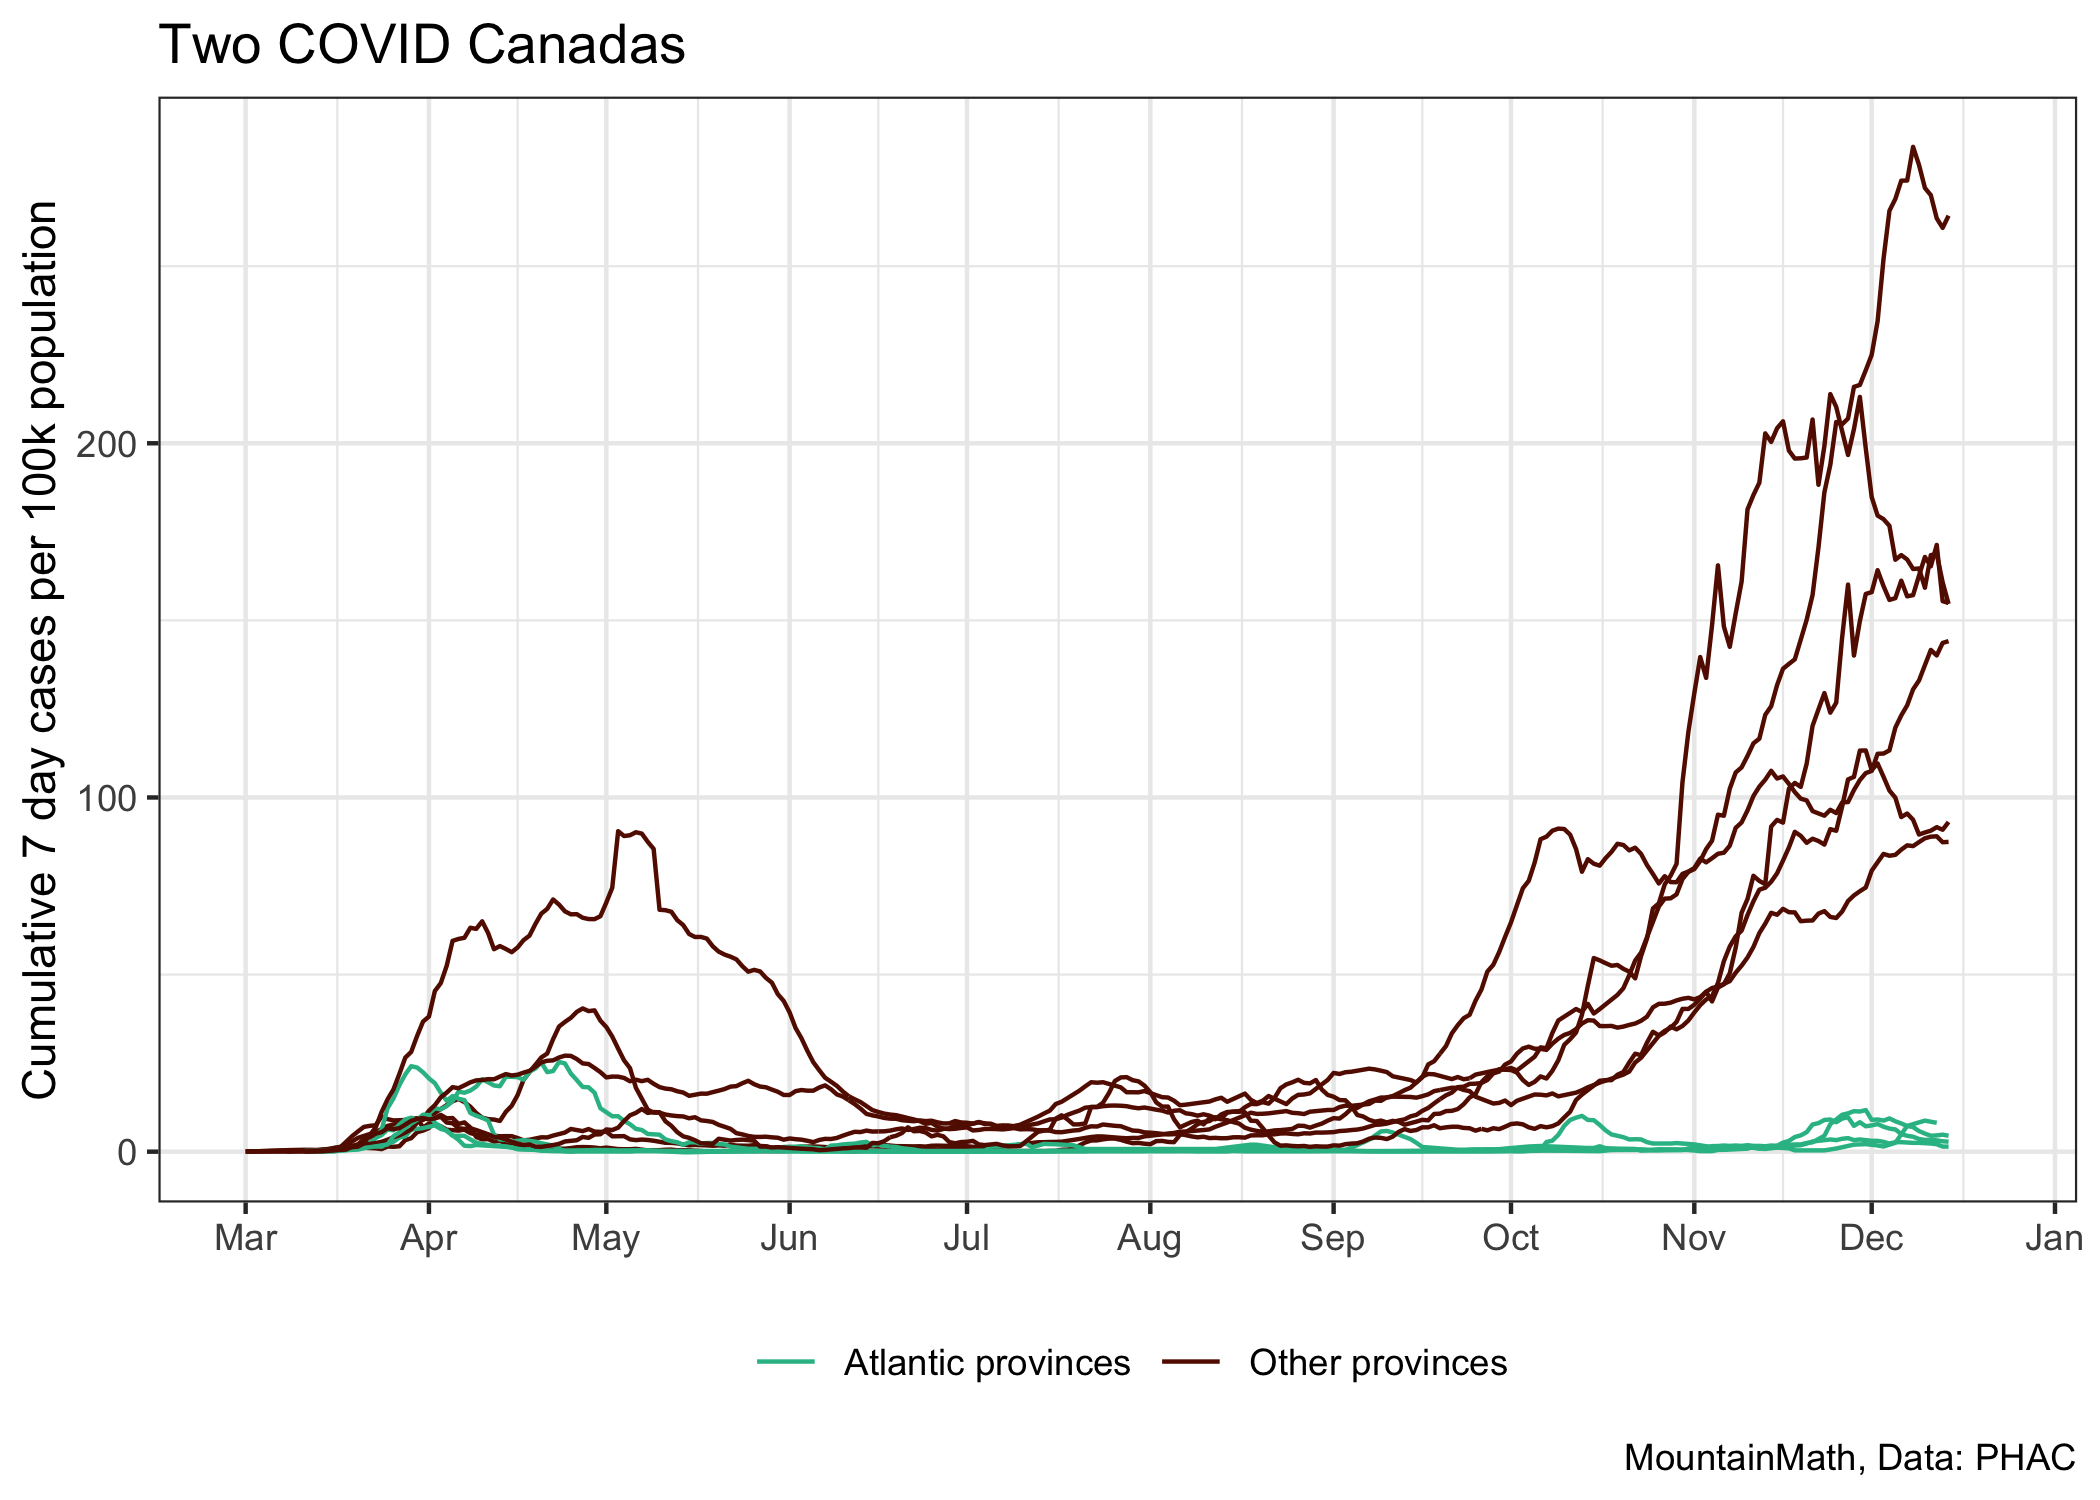 Two COVID Canadas
Cumulative 7 day cases per 100k population
200
100
0
Mar Apr May Jun Jul Aug Sep Oct Nov Dec Jan
Atlantic provinces Other provinces
MountainMath, Data: PHAC